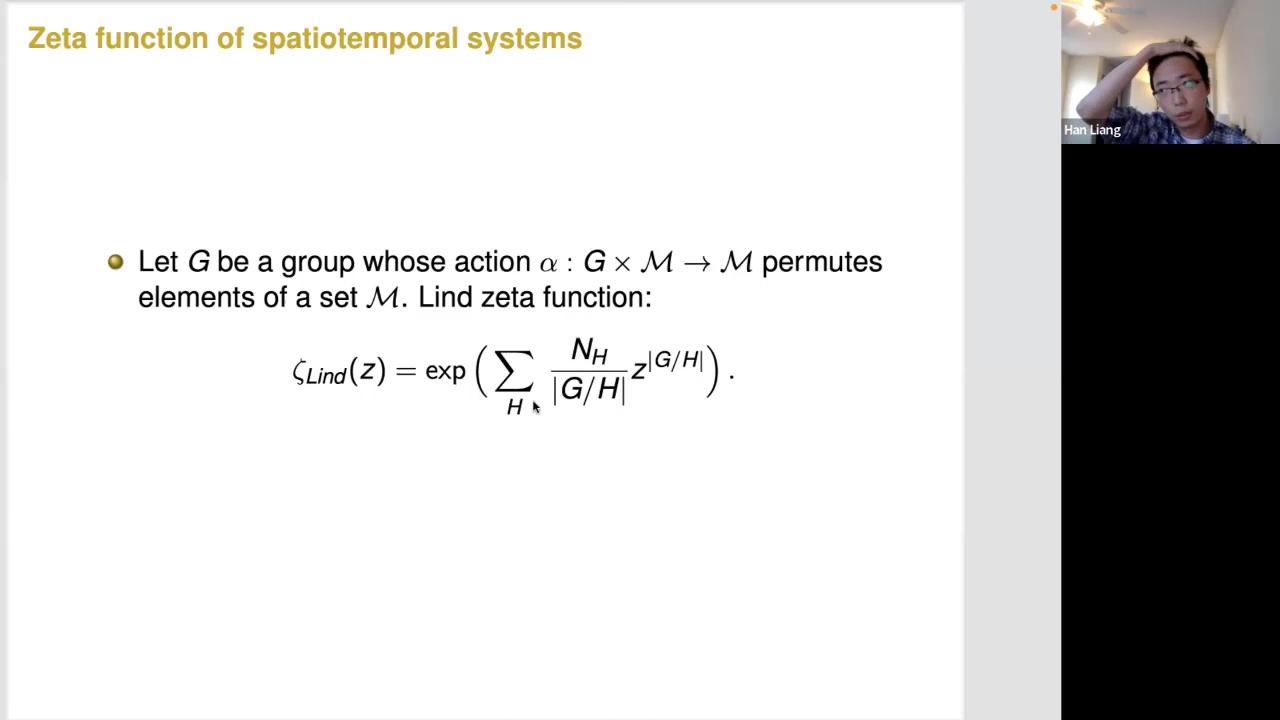 Zeta function of spatiotemporal systems
Let G be a group whose action α : G × ℳ → ℳ permutes
elements of a set ℳ. Lind zeta function:
ζ_Lind(z) = exp ( ∑_H N_H / |G/H| z^{|G/H|} ) .
Han Liang